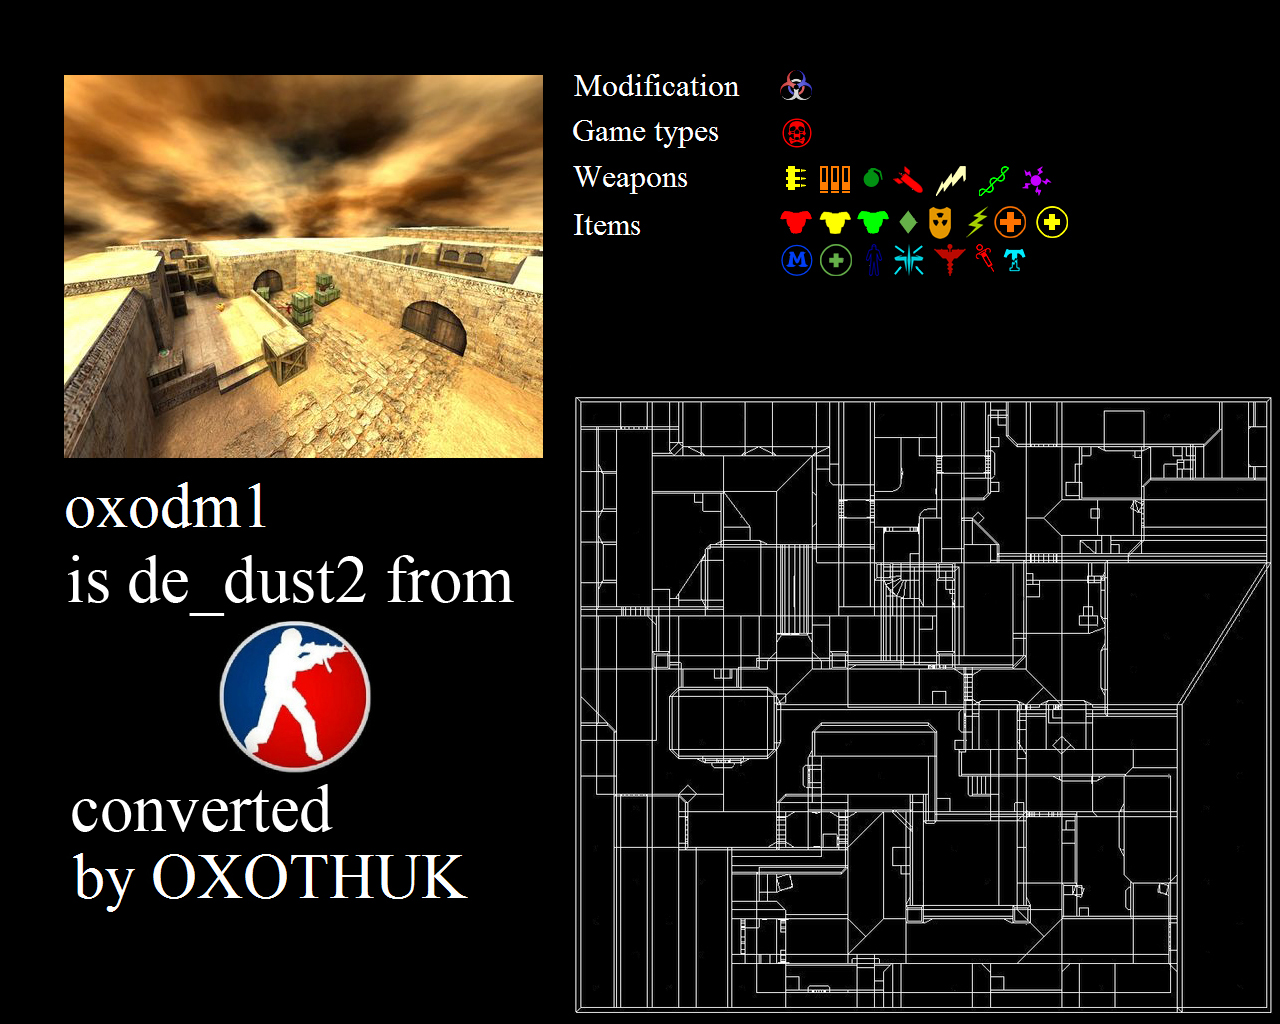 Modification
Game types
Weapons
Items
M
oxodm1
is de_dust2 from
converted
by OXOTHUK